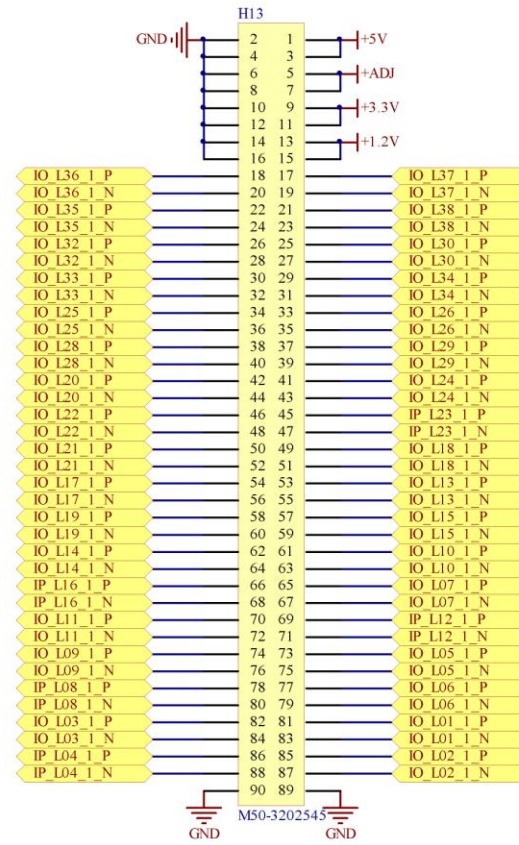 H13
GND 2 1 +5V
4 3
6 5 +ADJ
8 7
10 9 +3.3V
12 11
14 13 +1.2V
16 15
IO_L36_1_P 18 17 IO_L37_1_P
IO_L36_1_N 20 19 IO_L37_1_N
IO_L35_1_P 22 21 IO_L38_1_P
IO_L35_1_N 24 23 IO_L38_1_N
IO_L32_1_P 26 25 IO_L30_1_P
IO_L32_1_N 28 27 IO_L30_1_N
IO_L33_1_P 30 29 IO_L34_1_P
IO_L33_1_N 32 31 IO_L34_1_N
IO_L25_1_P 34 33 IO_L26_1_P
IO_L25_1_N 36 35 IO_L26_1_N
IO_L28_1_P 38 37 IO_L29_1_P
IO_L28_1_N 40 39 IO_L29_1_N
IO_L20_1_P 42 41 IO_L24_1_P
IO_L20_1_N 44 43 IO_L24_1_N
IO_L22_1_P 46 45 IP_L23_1_P
IO_L22_1_N 48 47 IP_L23_1_N
IO_L21_1_P 50 49 IO_L18_1_P
IO_L21_1_N 52 51 IO_L18_1_N
IO_L17_1_P 54 53 IO_L13_1_P
IO_L17_1_N 56 55 IO_L13_1_N
IO_L19_1_P 58 57 IO_L15_1_P
IO_L19_1_N 60 59 IO_L15_1_N
IO_L14_1_P 62 61 IO_L10_1_P
IO_L14_1_N 64 63 IO_L10_1_N
IP_L16_1_P 66 65 IO_L07_1_P
IP_L16_1_N 68 67 IO_L07_1_N
IO_L11_1_P 70 69 IP_L12_1_P
IO_L11_1_N 72 71 IP_L12_1_N
IO_L09_1_P 74 73 IO_L05_1_P
IO_L09_1_N 76 75 IO_L05_1_N
IP_L08_1_P 78 77 IO_L06_1_P
IP_L08_1_N 80 79 IO_L06_1_N
IO_L03_1_P 82 81 IO_L01_1_P
IO_L03_1_N 84 83 IO_L01_1_N
IP_L04_1_P 86 85 IO_L02_1_P
IP_L04_1_N 88 87 IO_L02_1_N
90 89
M50-3202545
GND GND